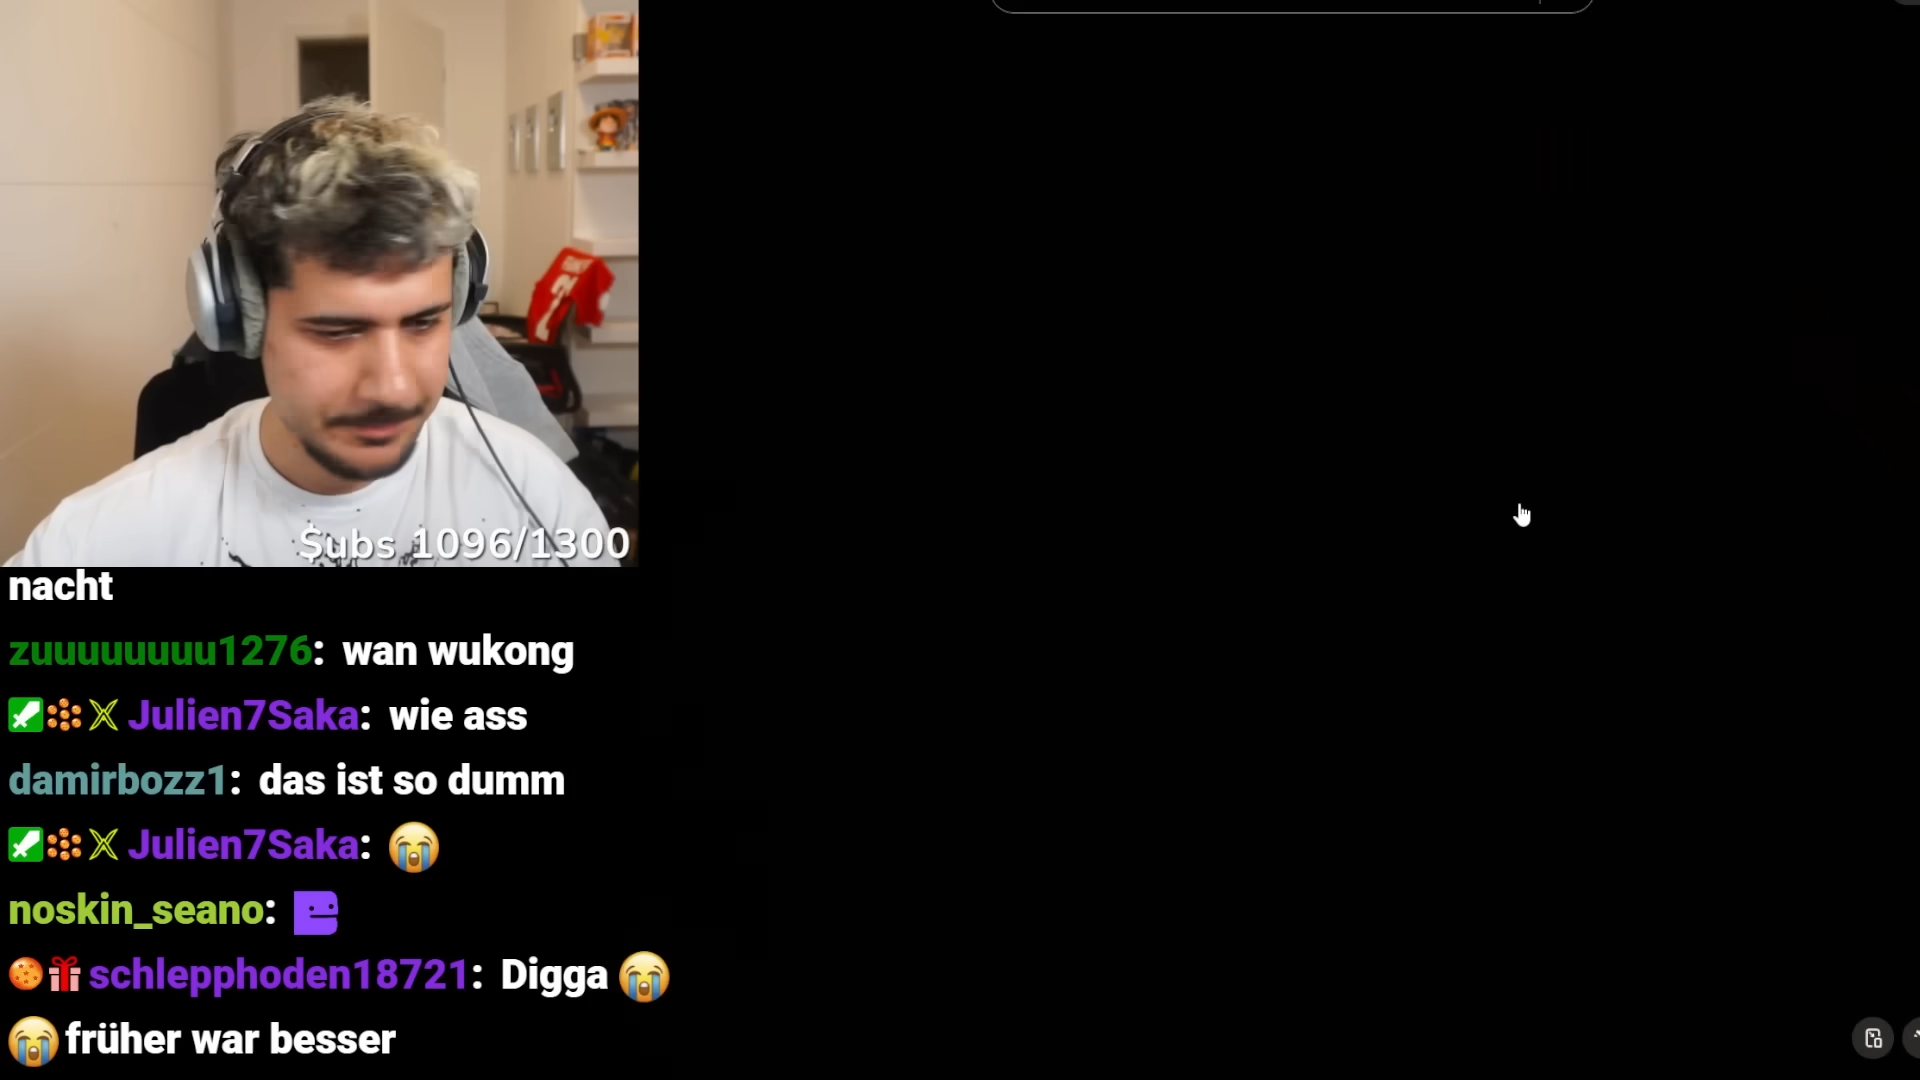 $ubs 1096/1300
nacht
zuuuuuuuu1276: wan wukong
Julien7Saka: wie ass
damirbozz1: das ist so dumm
Julien7Saka: 😭
noskin_seano:
schlepphoden18721: Digga 😭
😭 früher war besser